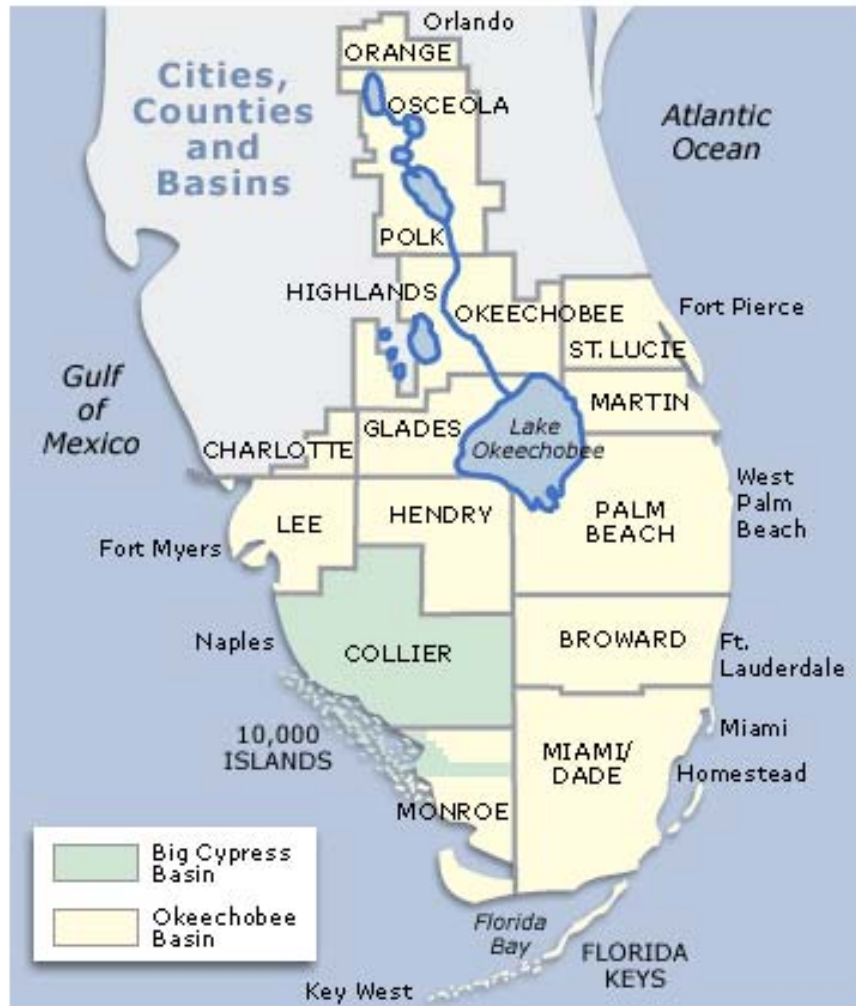 Orlando
ORANGE
Cities,
Counties
and
Basins
OSCEOLA
Atlantic
Ocean
POLK
HIGHLANDS
OKEECHOBEE
Fort Pierce
ST. LUCIE
Gulf
of
Mexico
MARTIN
GLADES
Lake
Okeechobee
CHARLOTTE
West
Palm
Beach
PALM
BEACH
HENDRY
LEE
Fort Myers
Naples
COLLIER
BROWARD
Ft.
Lauderdale
10,000
ISLANDS
Miami
MIAMI/
DADE
Homestead
MONROE
Big Cypress
Basin
Okeechobee
Basin
Florida
Bay
FLORIDA
KEYS
Key West